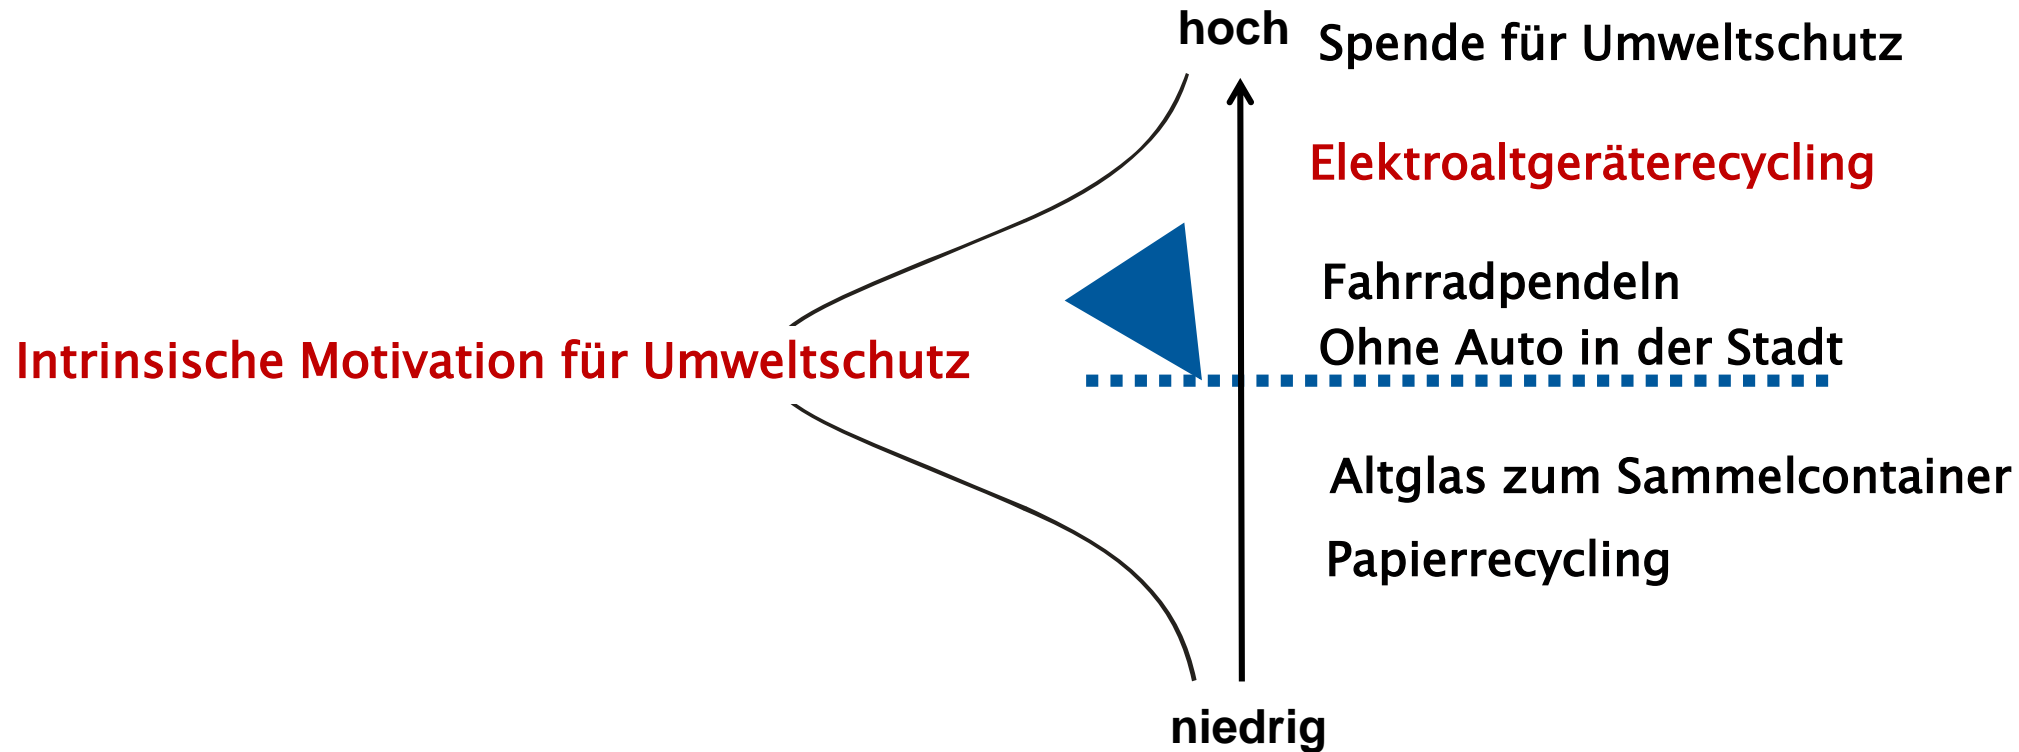 hoch
Spende für Umweltschutz
Elektroaltgeräterecycling
Fahrradpendeln
Ohne Auto in der Stadt
Intrinsische Motivation für Umweltschutz
Altglas zum Sammelcontainer
Papierrecycling
niedrig